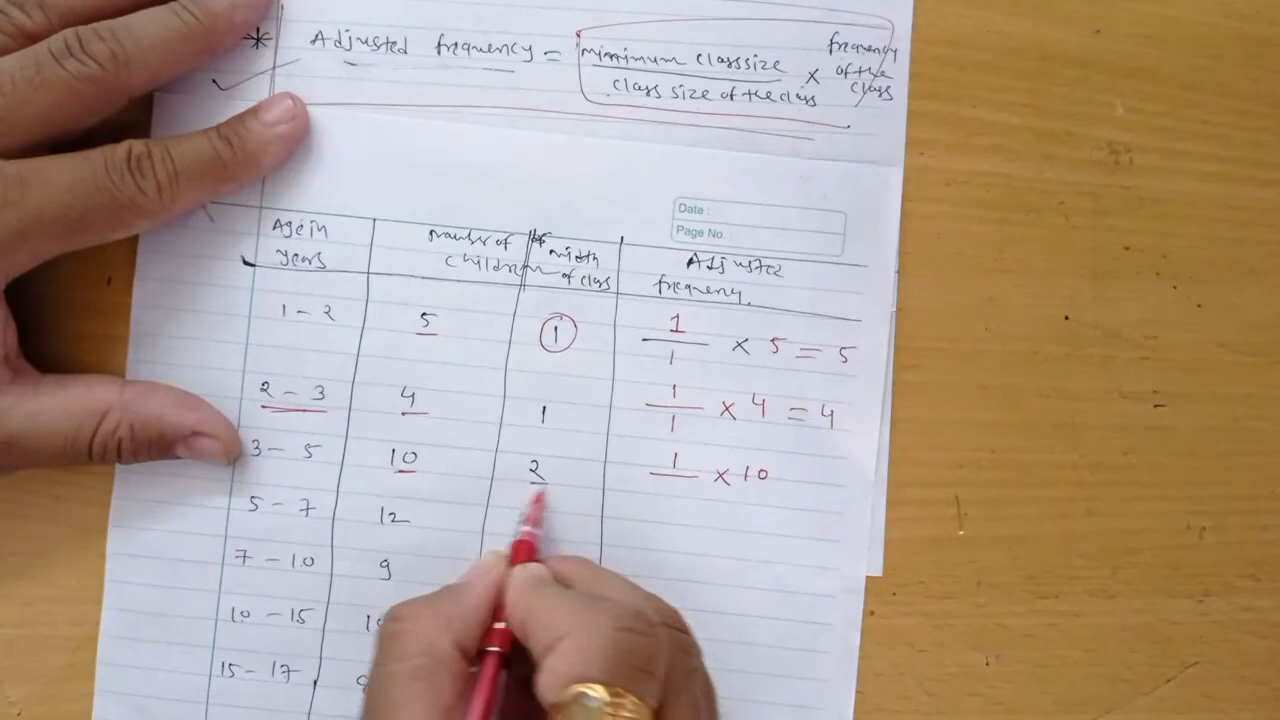 * Adjusted frequency = minimum class size × frequency of the class
class size of the class
Date :
Page No.
Age in years number of children width of class Adjusted frequency
1 - 2 5 1 1/1 × 5 = 5
2 - 3 4 1 1/1 × 4 = 4
3 - 5 10 2 1/ × 10
5 - 7 12
7 - 10 9
10 - 15
15 - 17